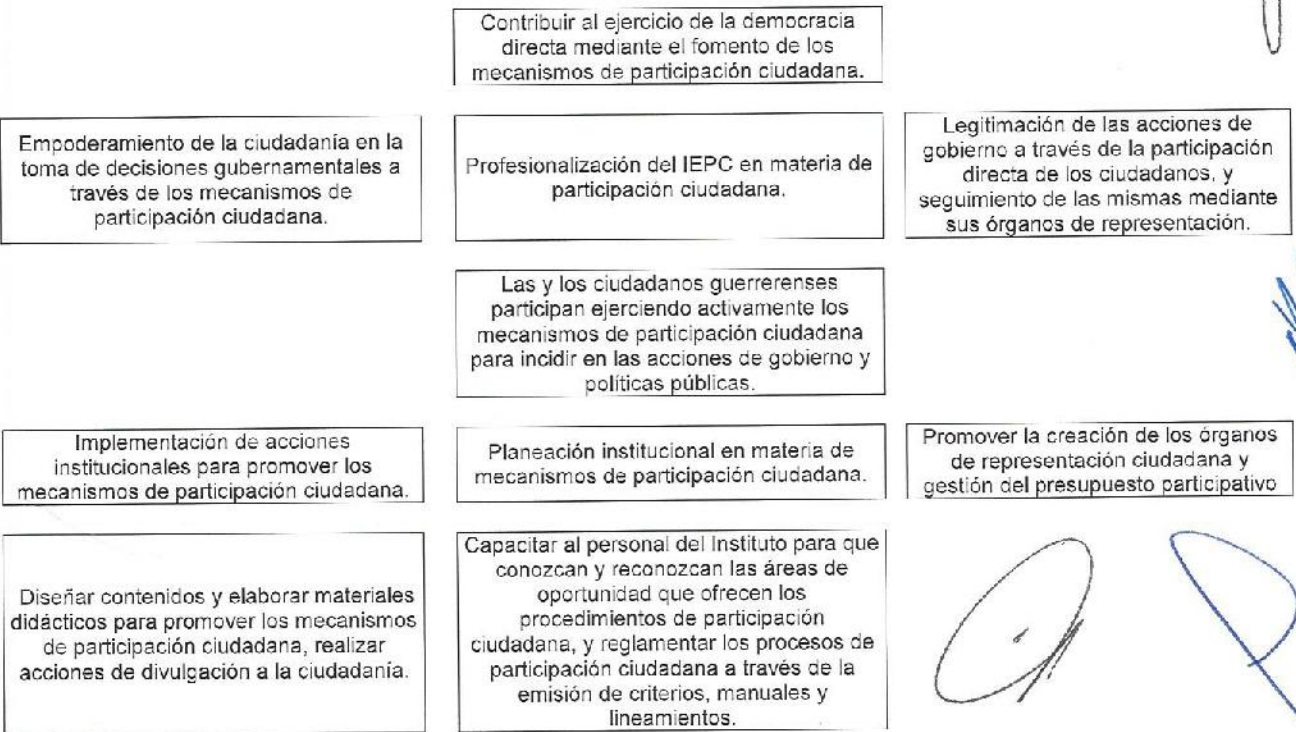 Contribuir al ejercicio de la democracia
directa mediante el fomento de los
mecanismos de participación ciudadana.
Empoderamiento de la ciudadanía en la
toma de decisiones gubernamentales a
través de los mecanismos de
participación ciudadana.
Profesionalización del IEPC en materia de
participación ciudadana.
Legitimación de las acciones de
gobierno a través de la participación
directa de los ciudadanos, y
seguimiento de las mismas mediante
sus órganos de representación.
Las y los ciudadanos guerrerenses
participan ejerciendo activamente los
mecanismos de participación ciudadana
para incidir en las acciones de gobierno y
políticas públicas.
Implementación de acciones
institucionales para promover los
mecanismos de participación ciudadana.
Planeación institucional en materia de
mecanismos de participación ciudadana.
Promover la creación de los órganos
de representación ciudadana y
gestión del presupuesto participativo
Diseñar contenidos y elaborar materiales
didácticos para promover los mecanismos
de participación ciudadana, realizar
acciones de divulgación a la ciudadanía.
Capacitar al personal del Instituto para que
conozcan y reconozcan las áreas de
oportunidad que ofrecen los
procedimientos de participación
ciudadana, y reglamentar los procesos de
participación ciudadana a través de la
emisión de criterios, manuales y
lineamientos.